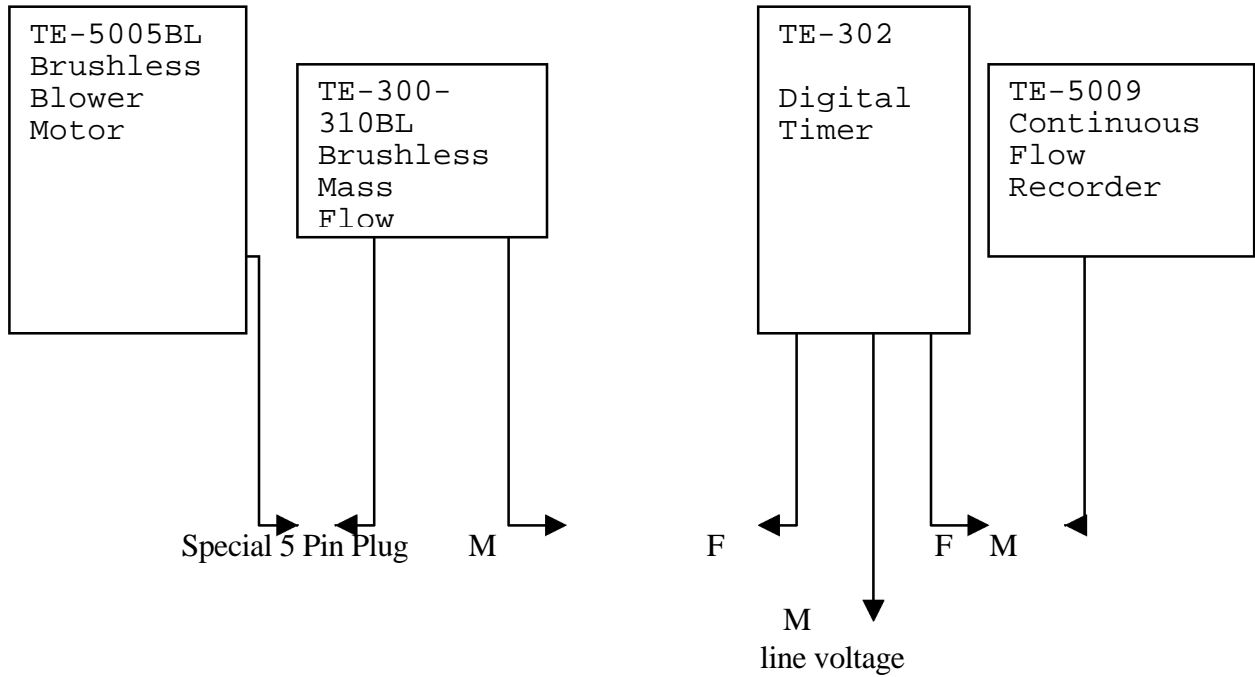 TE-5005BL
Brushless
Blower
Motor
TE-300-
310BL
Brushless
Mass
Flow
TE-302
Digital
Timer
TE-5009
Continuous
Flow
Recorder
Special 5 Pin Plug
M
F
F
M
M
line voltage